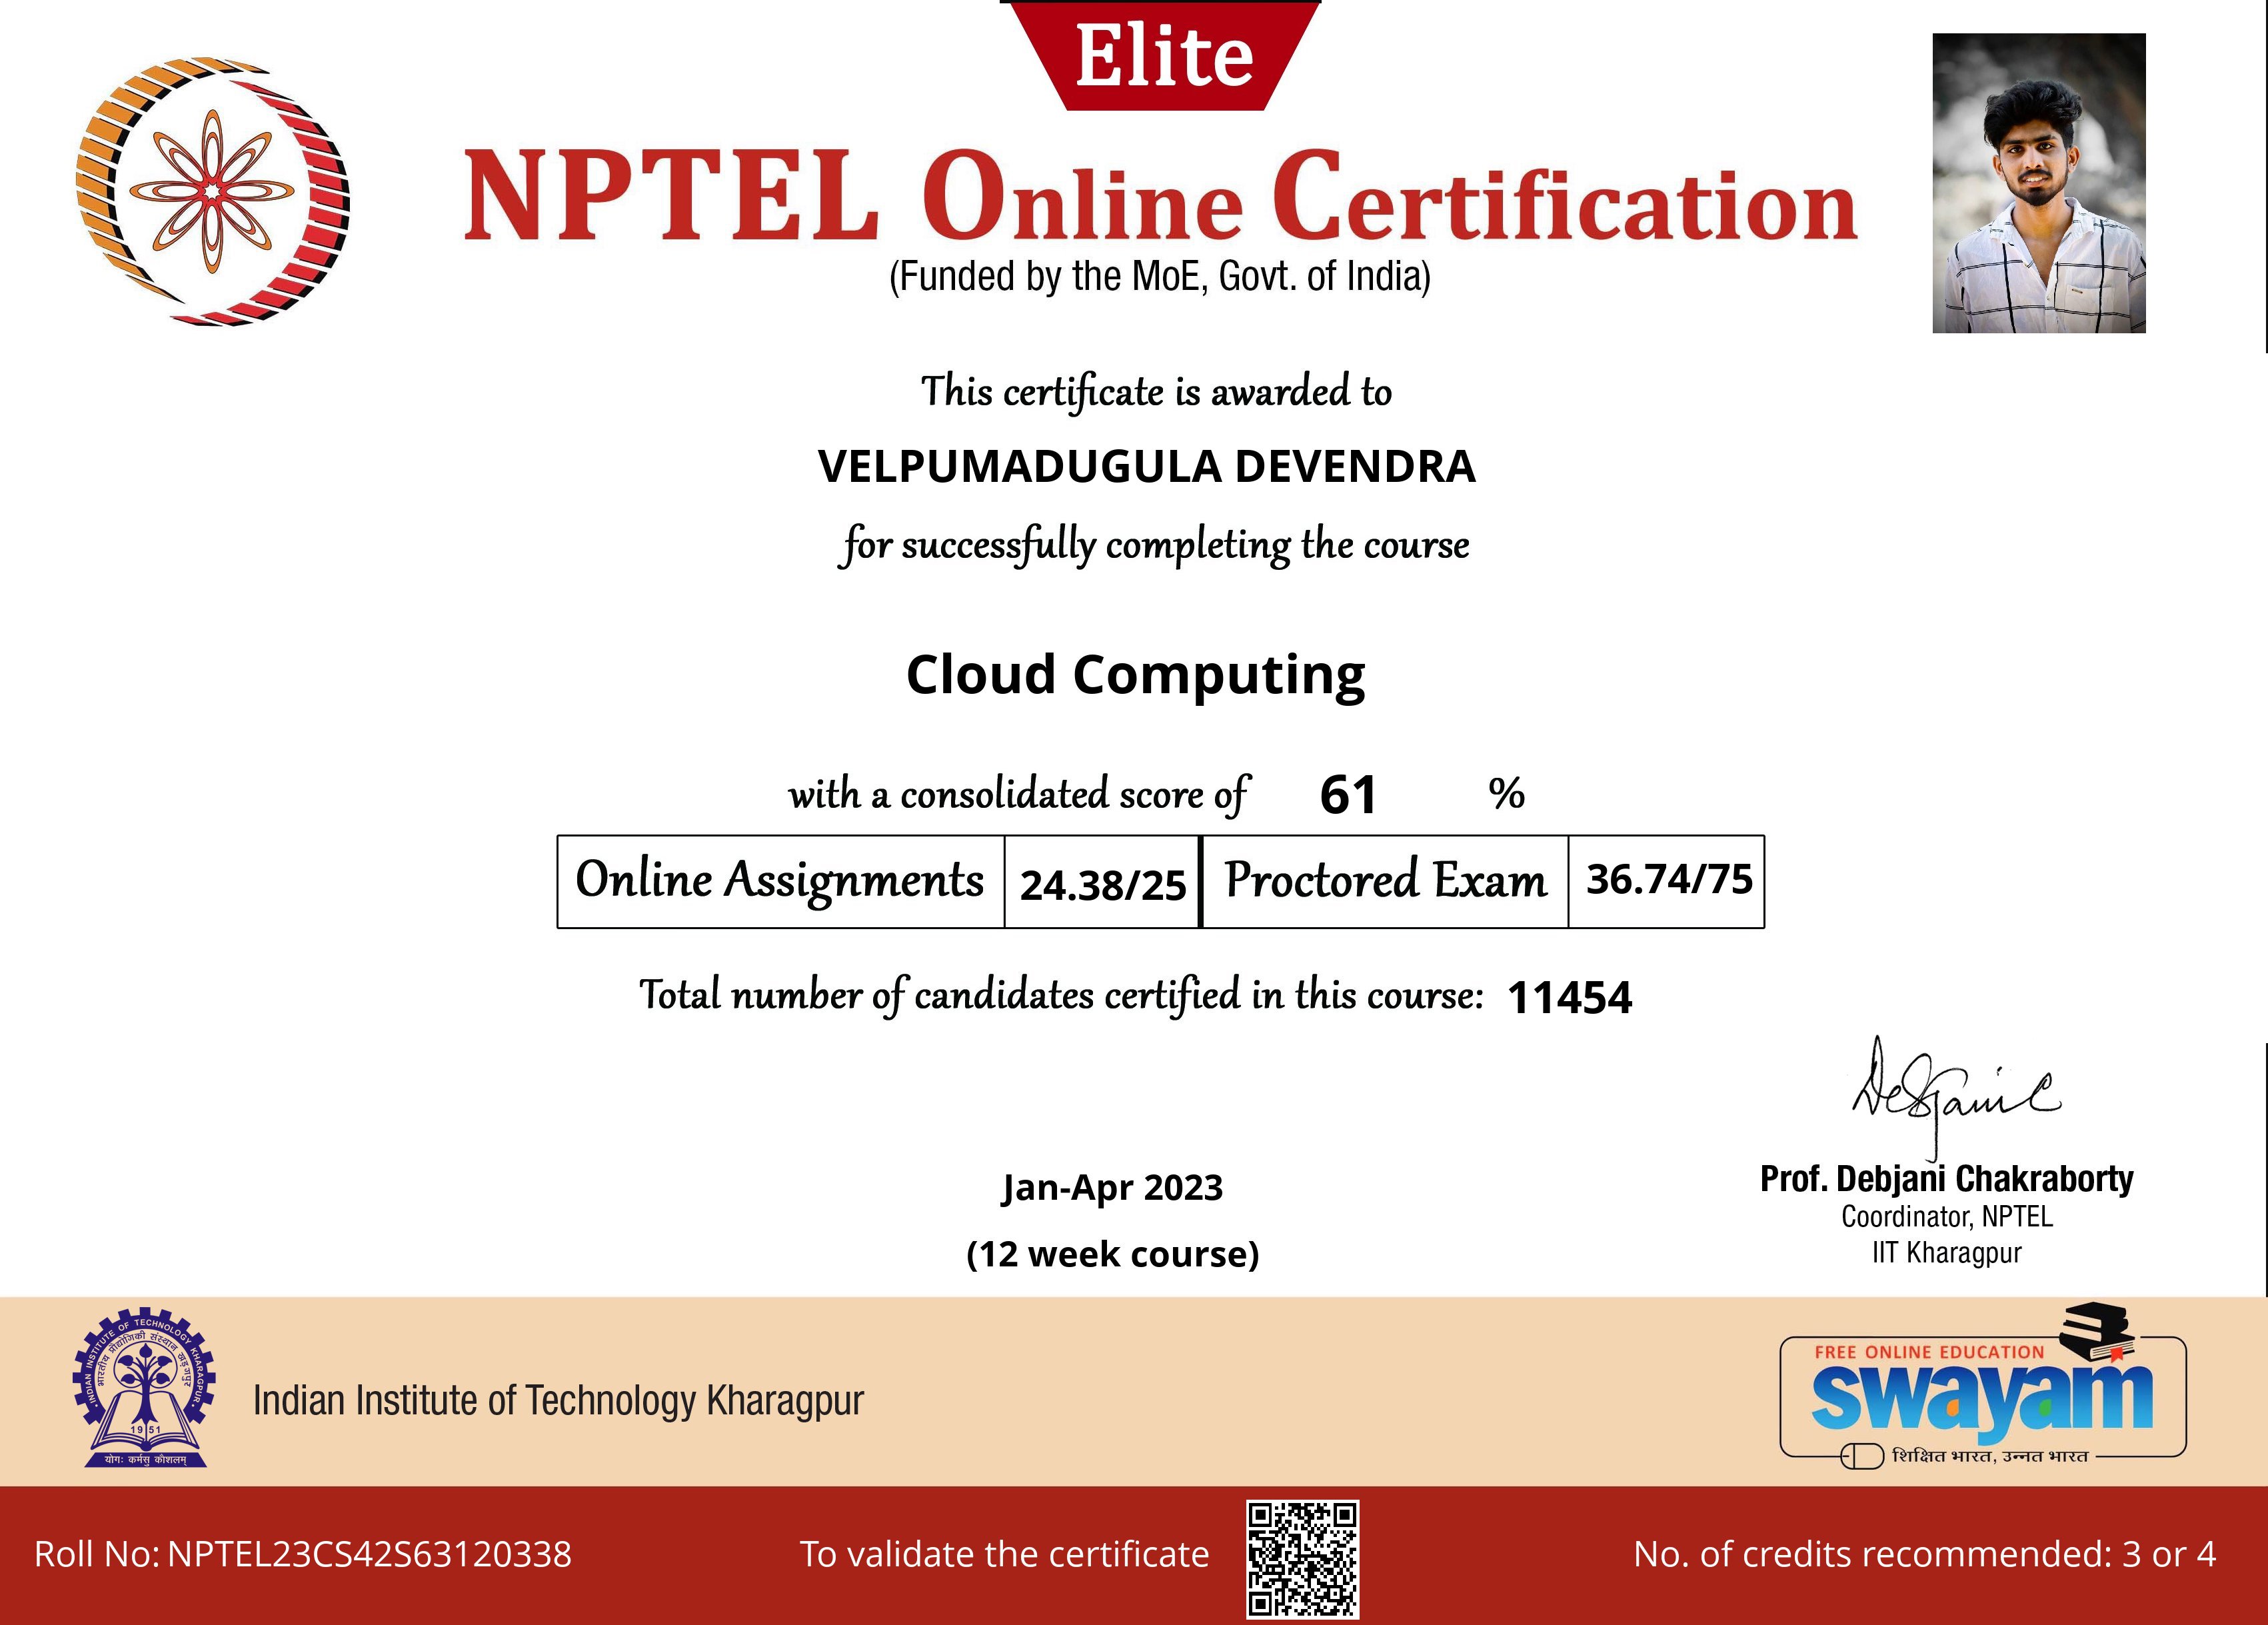 Elite
NPTEL Online Certification
(Funded by the MoE, Govt. of India)
This certificate is awarded to
VELPUMADUGULA DEVENDRA
for successfully completing the course
Cloud Computing
with a consolidated score of 61 %
Online Assignments 24.38/25 Proctored Exam 36.74/75
Total number of candidates certified in this course: 11454
Debjani C
Prof. Debjani Chakraborty
Coordinator, NPTEL
IIT Kharagpur
Jan-Apr 2023
(12 week course)
INDIAN INSTITUTE OF TECHNOLOGY KHARAGPUR
भारतीय प्रौद्योगिकी संस्थान खड़गपुर
1951
योगः कर्मसु कौशलम्
Indian Institute of Technology Kharagpur
FREE ONLINE EDUCATION
swayam
शिक्षित भारत, उन्नत भारत
Roll No: NPTEL23CS42S63120338
To validate the certificate
No. of credits recommended: 3 or 4